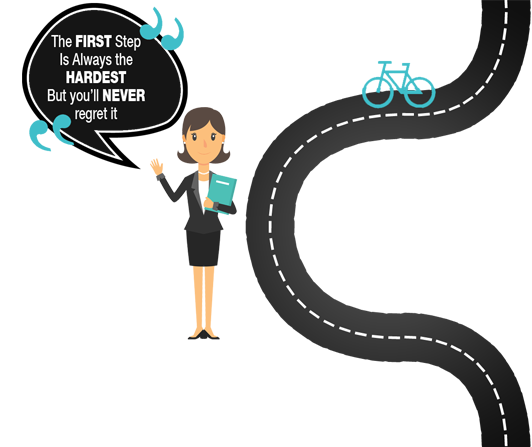 The FIRST Step
Is Always the
HARDEST
But you'll NEVER
regret it